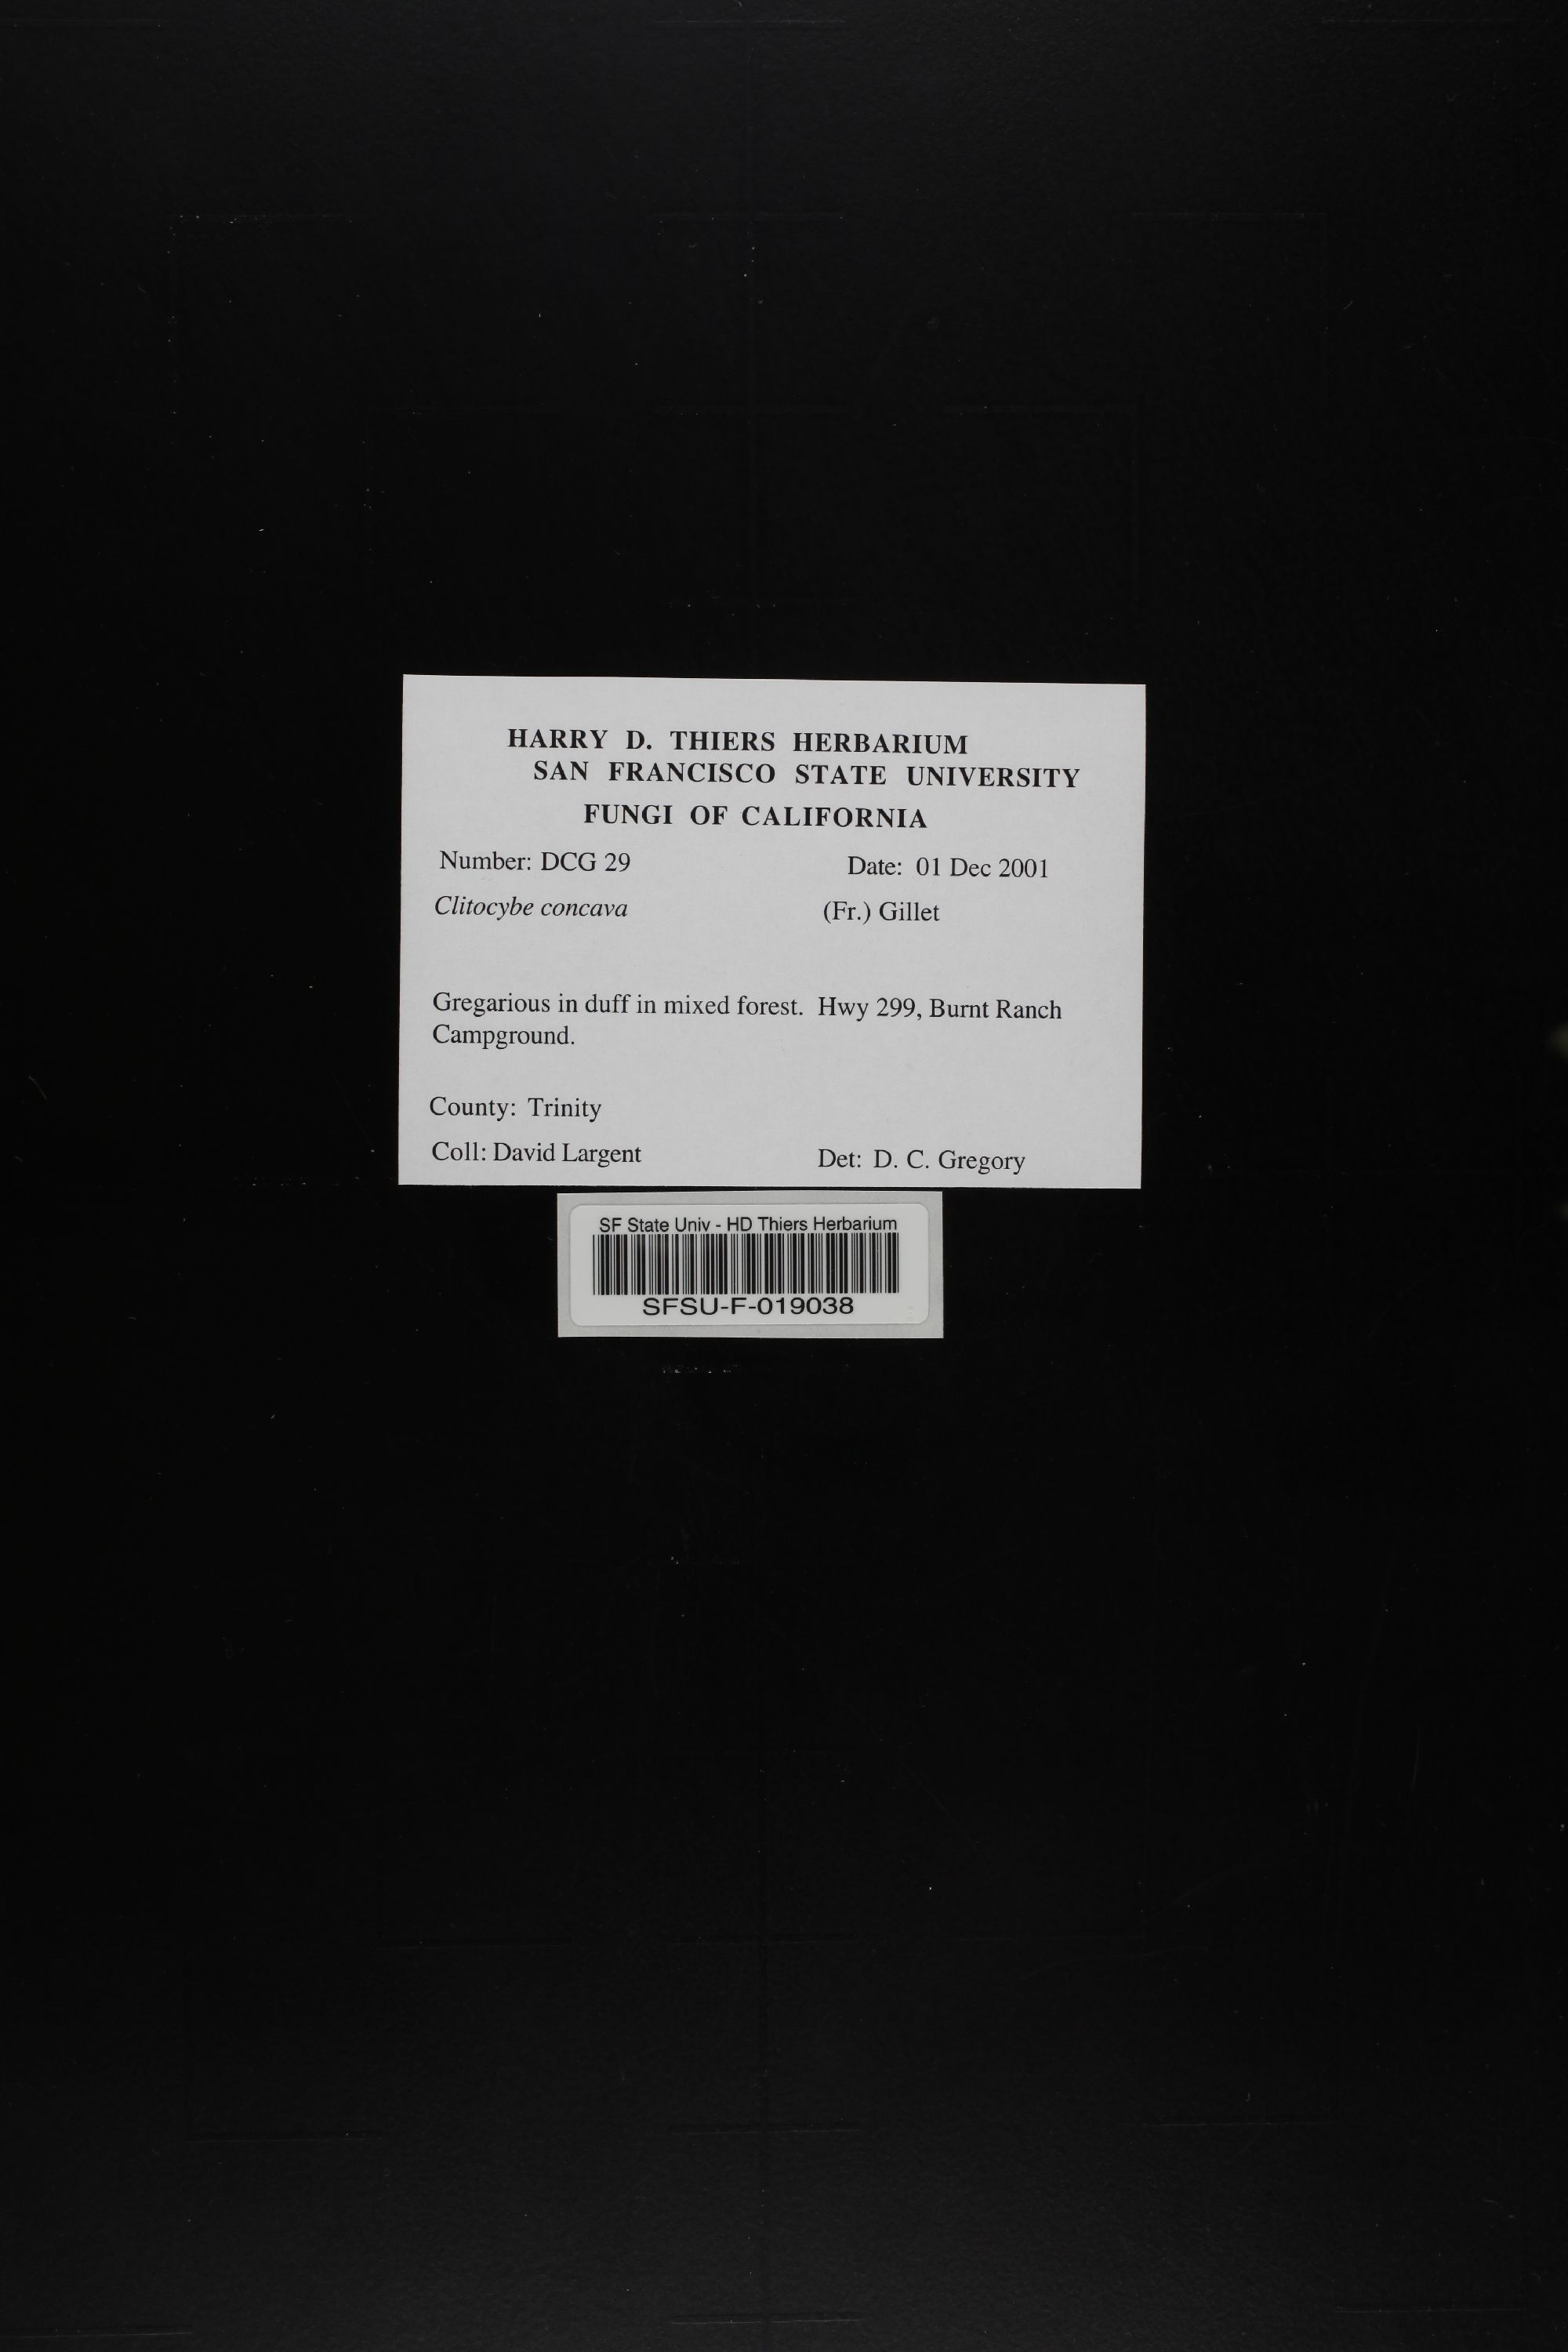 HARRY D. THIERS HERBARIUM
SAN FRANCISCO STATE UNIVERSITY
FUNGI OF CALIFORNIA
Number: DCG 29 Date: 01 Dec 2001
Clitocybe concava (Fr.) Gillet
Gregarious in duff in mixed forest. Hwy 299, Burnt Ranch
Campground.
County: Trinity
Coll: David Largent Det: D. C. Gregory
SF State Univ - HD Thiers Herbarium
SFSU-F-019038